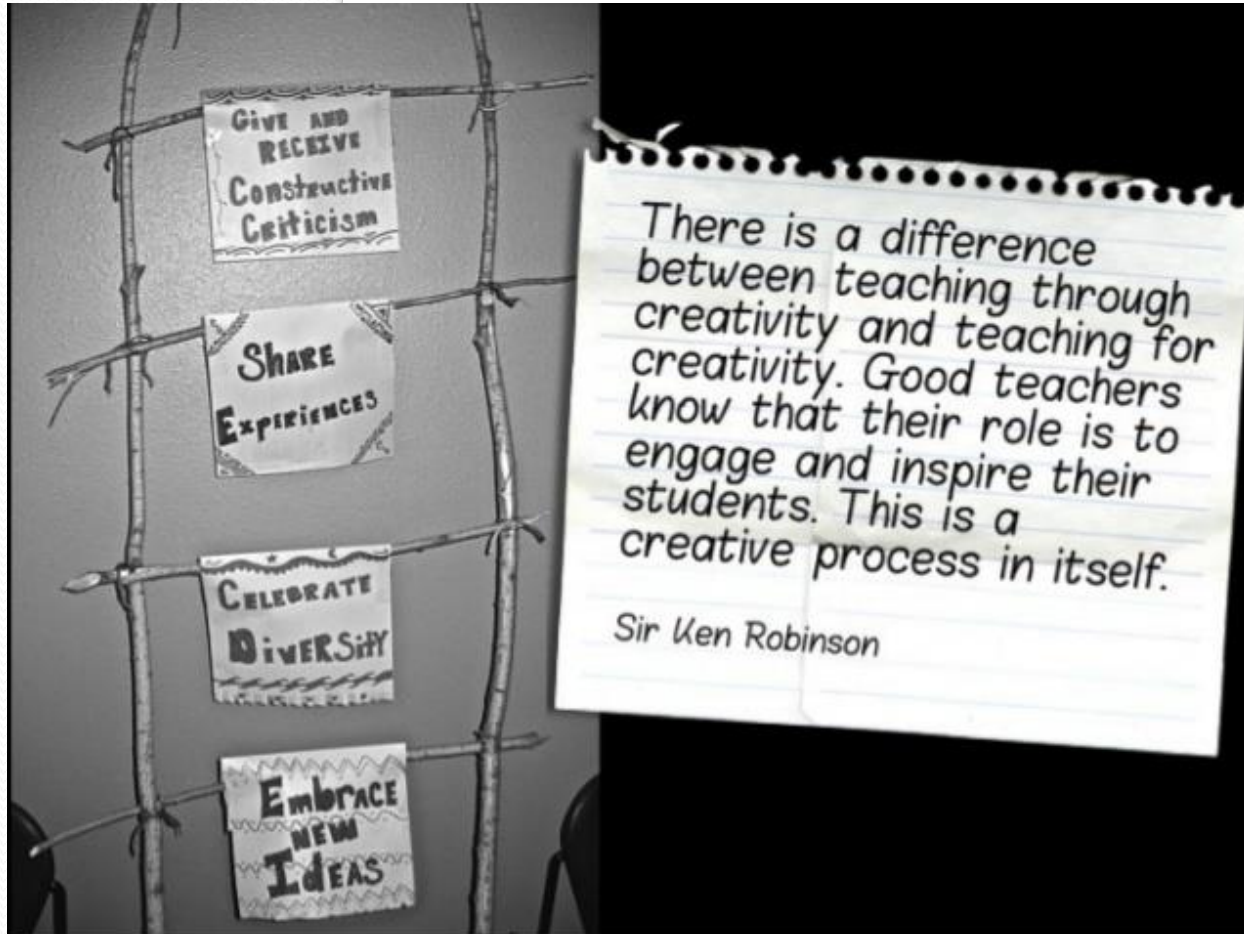 GiVE AND
RECEIVE
Constructive
Criticism
SHARE
ExpERiENCES
CELEBRATE
DiVERSiTY
EmbrACE
NEW
IdEAS
There is a difference
between teaching through
creativity and teaching for
creativity. Good teachers
know that their role is to
engage and inspire their
students. This is a
creative process in itself.
Sir Ken Robinson